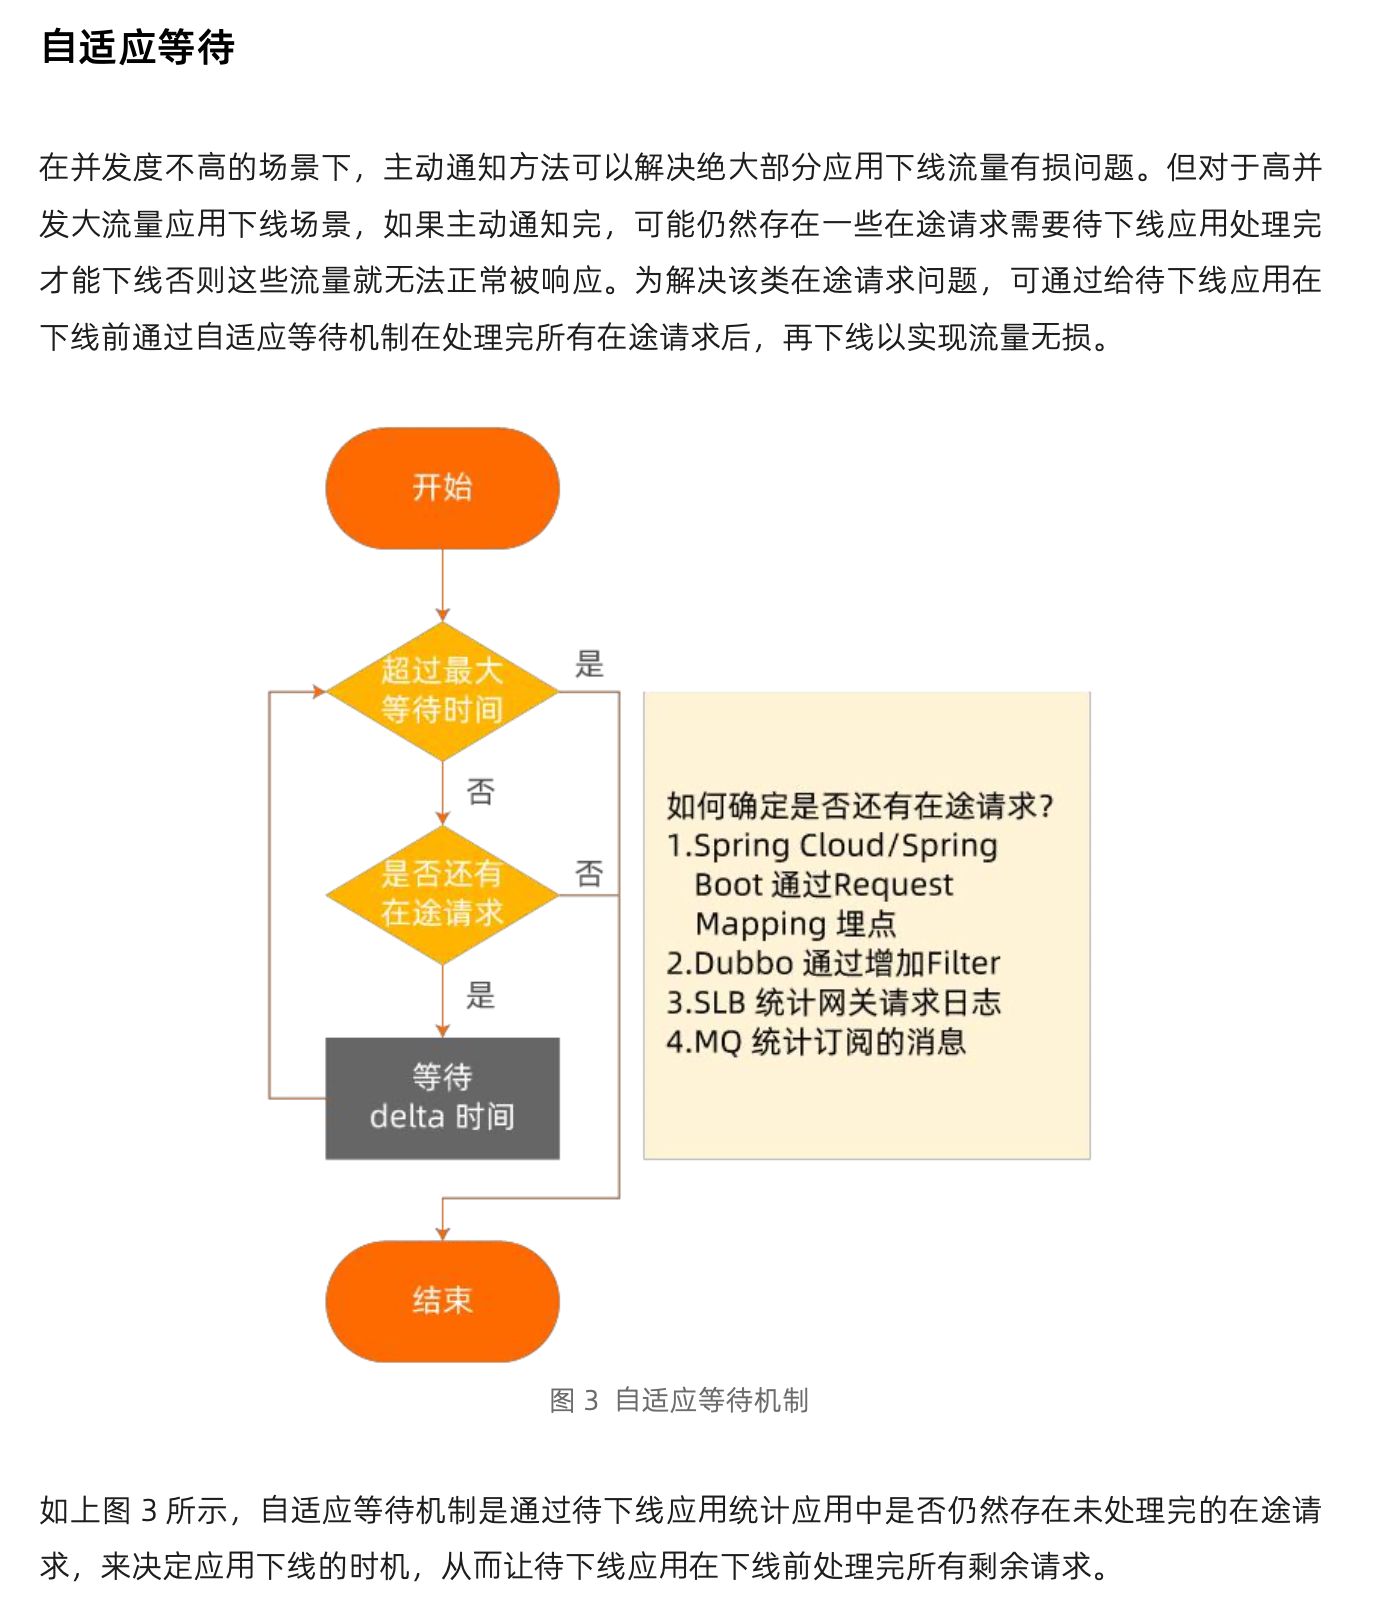 自适应等待
在并发度不高的场景下，主动通知方法可以解决绝大部分应用下线流量有损问题。但对于高并
发大流量应用下线场景，如果主动通知完，可能仍然存在一些在途请求需要待下线应用处理完
才能下线否则这些流量就无法正常被响应。为解决该类在途请求问题，可通过给待下线应用在
下线前通过自适应等待机制在处理完所有在途请求后，再下线以实现流量无损。
开始
超过最大
等待时间
是
否
是否还有
在途请求
否
是
等待
delta 时间
结束
如何确定是否还有在途请求？
1.Spring Cloud/Spring
Boot 通过Request
Mapping 埋点
2.Dubbo 通过增加Filter
3.SLB 统计网关请求日志
4.MQ 统计订阅的消息
图 3 自适应等待机制
如上图 3 所示，自适应等待机制是通过待下线应用统计应用中是否仍然存在未处理完的在途请
求，来决定应用下线的时机，从而让待下线应用在下线前处理完所有剩余请求。